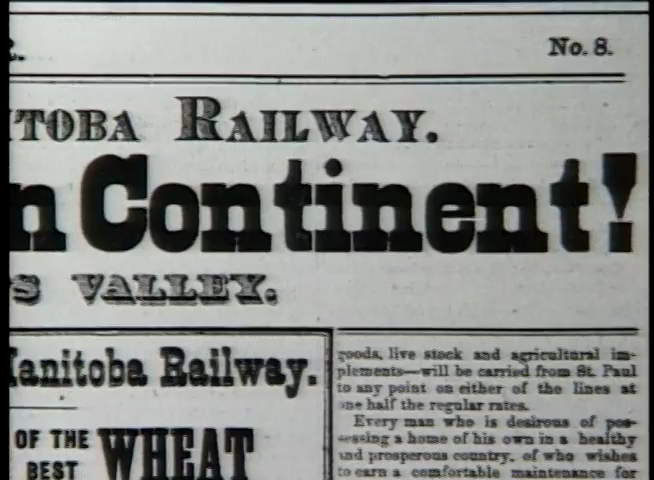 R.
No. 8.
ITOBA RAILWAY.
n Continent!
S VALLEY.
Manitoba Railway.
OF THE BEST WHEAT
goods, live stock and agricultural im-
plements—will be carried from St. Paul
to any point on either of the lines at
one half the regular rates.
Every man who is desirous of pos-
sessing a home of his own in a healthy
and prosperous country, of who wishes
to earn a comfortable maintenance for